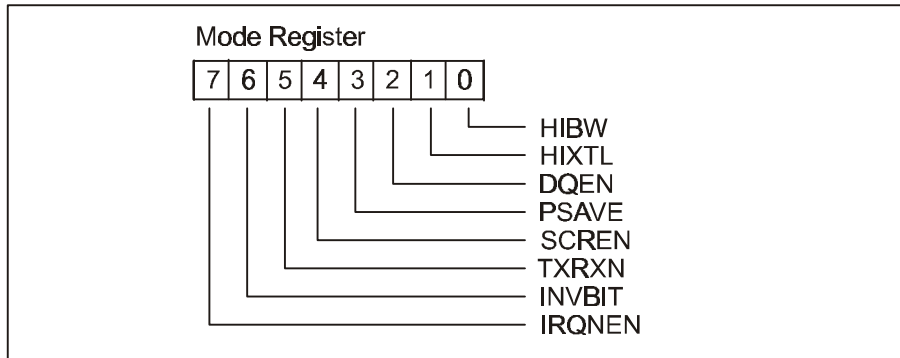 Mode Register
7 6 5 4 3 2 1 0
HIBW
HIXTL
DQEN
PSAVE
SCREN
TXRXN
INVBIT
IRQNEN